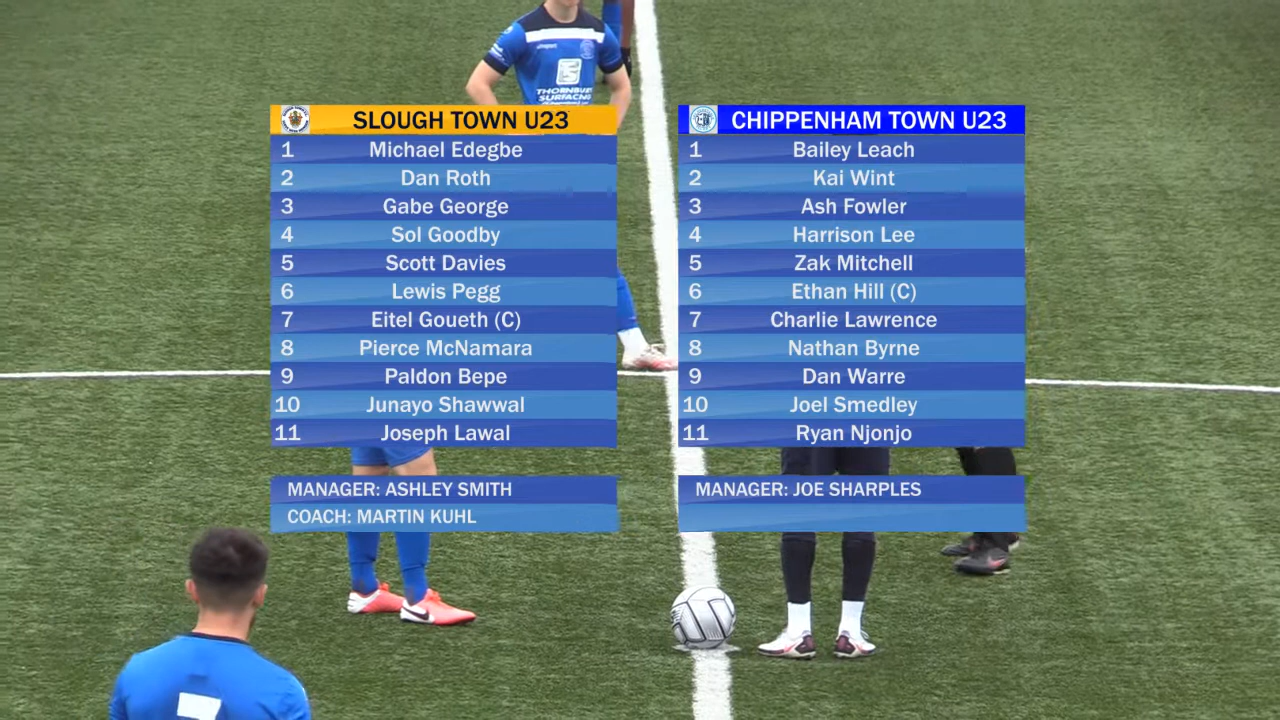 uhlsport
THORNBURY
SURFACING
SLOUGH TOWN U23
1 Michael Edegbe
2 Dan Roth
3 Gabe George
4 Sol Goodby
5 Scott Davies
6 Lewis Pegg
7 Eitel Goueth (C)
8 Pierce McNamara
9 Paldon Bepe
10 Junayo Shawwal
11 Joseph Lawal
MANAGER: ASHLEY SMITH
COACH: MARTIN KUHL
CHIPPENHAM TOWN U23
1 Bailey Leach
2 Kai Wint
3 Ash Fowler
4 Harrison Lee
5 Zak Mitchell
6 Ethan Hill (C)
7 Charlie Lawrence
8 Nathan Byrne
9 Dan Warre
10 Joel Smedley
11 Ryan Njonjo
MANAGER: JOE SHARPLES